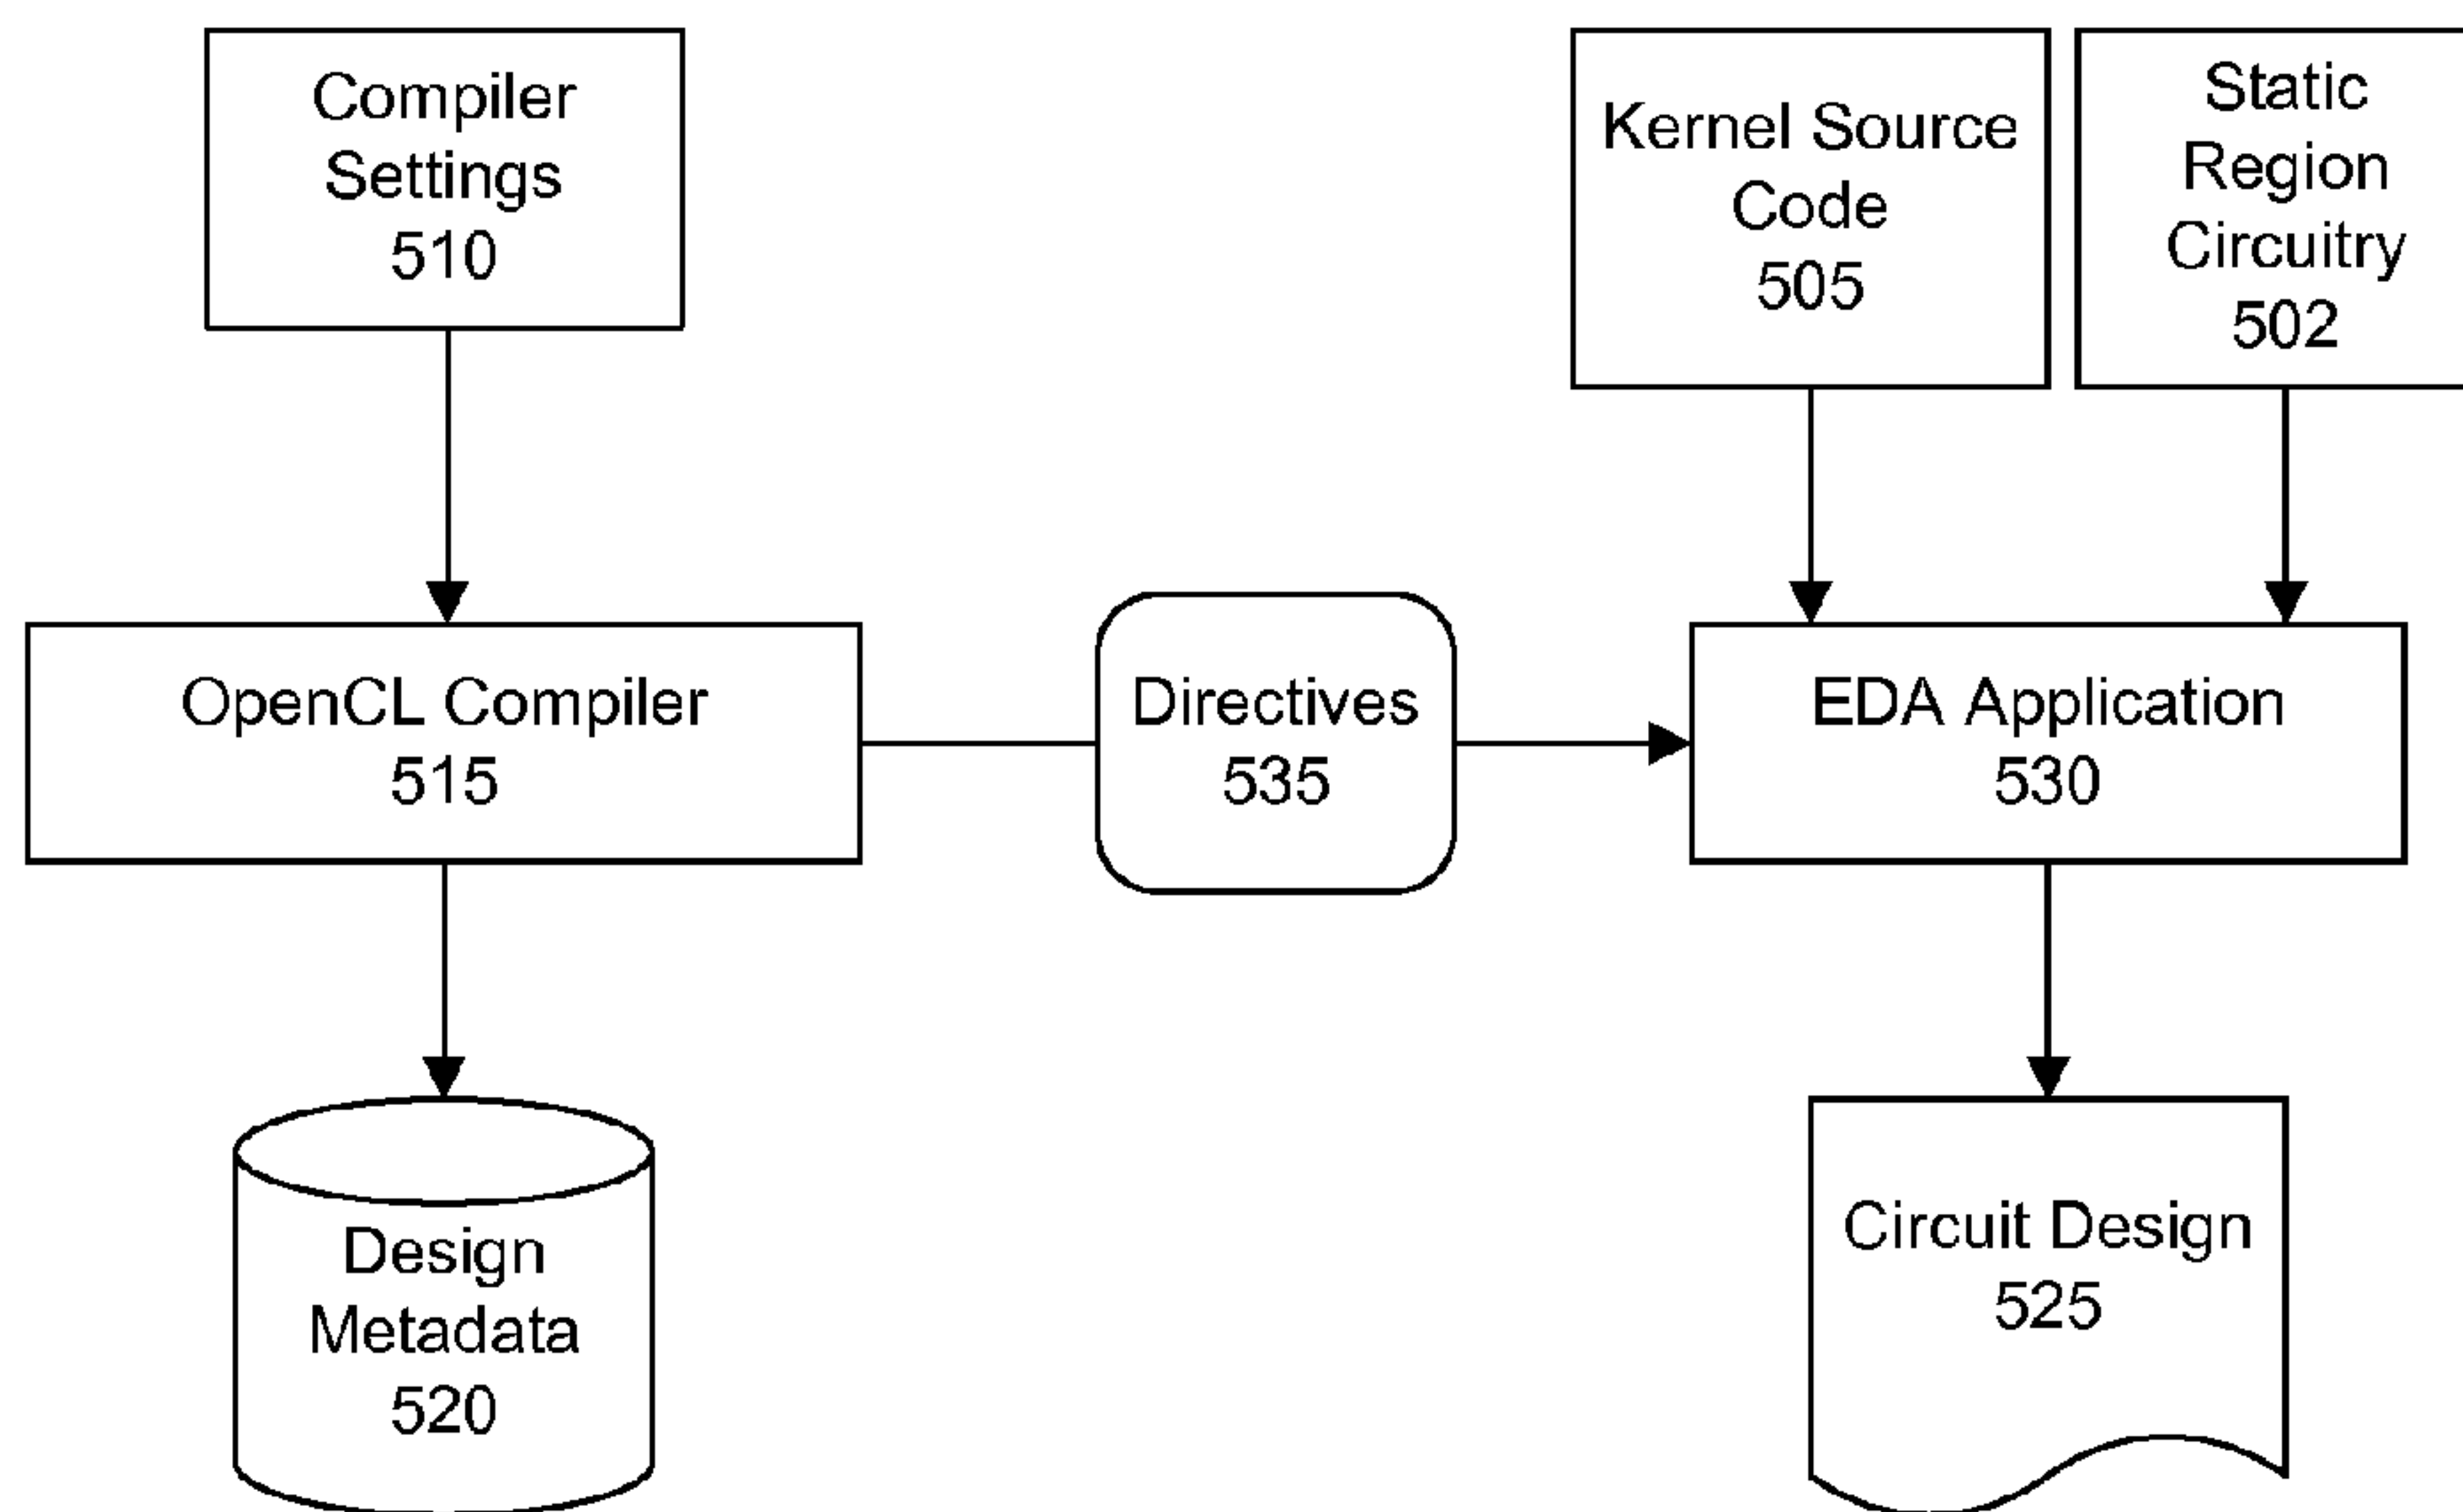 Compiler
Settings
510
Kernel Source
Code
505
Static
Region
Circuitry
502
OpenCL Compiler
515
Directives
535
EDA Application
530
Design
Metadata
520
Circuit Design
525